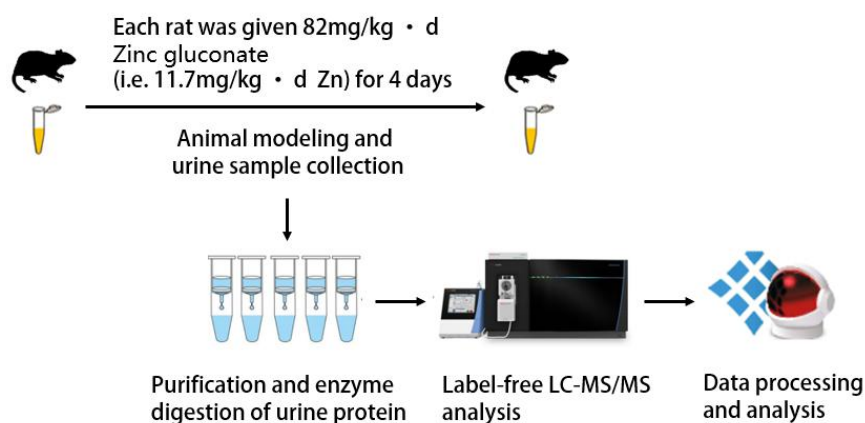 Each rat was given 82mg/kg • d
Zinc gluconate
(i.e. 11.7mg/kg • d Zn) for 4 days
Animal modeling and
urine sample collection
Purification and enzyme
digestion of urine protein
Label-free LC-MS/MS
analysis
Data processing
and analysis